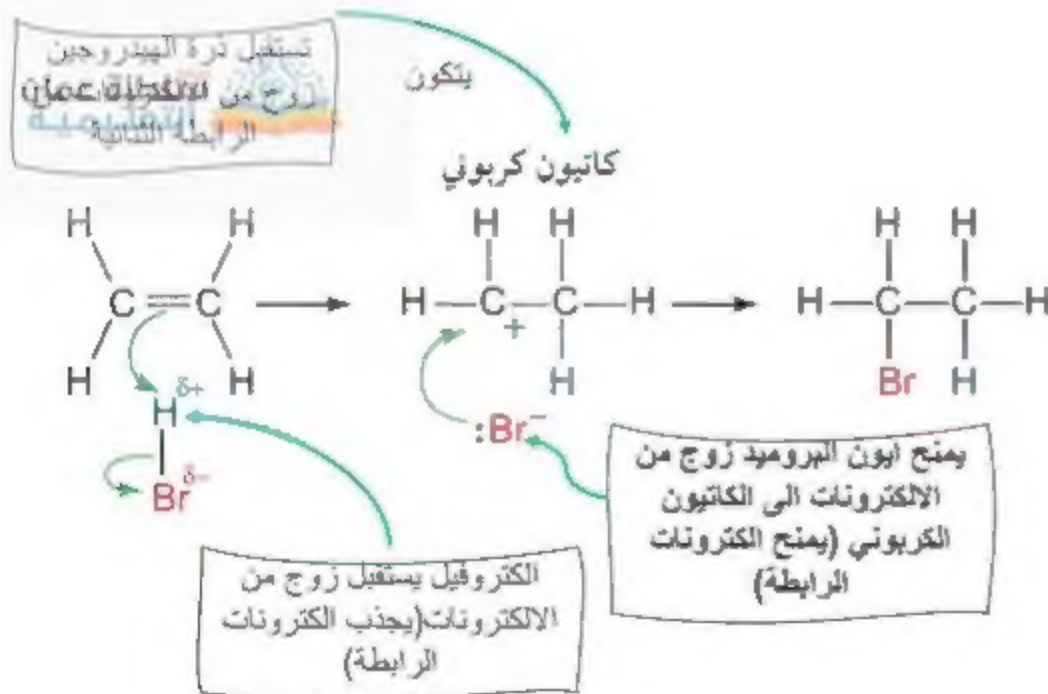 تستقبل ذرة الهيدروجين
زوج من
الرابطة الثنائية
يتكون
كاتيون كربوني
H H H H
C C H C C H H C C H
+
H H H Br H
H δ+
:Br⁻
Br δ−
يمنح ايون البروميد زوج من
الالكترونات الى الكاتيون
الكربوني (يمنح الكترونات
الرابطة)
الكتروفيل يستقبل زوج من
الالكترونات(يجذب الكترونات
الرابطة)